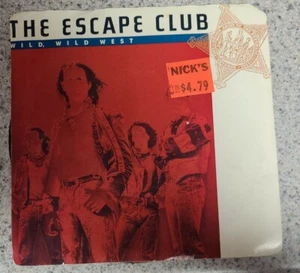 THE ESCAPE CLUB
WILD, WILD WEST
NICK'S
$4.79